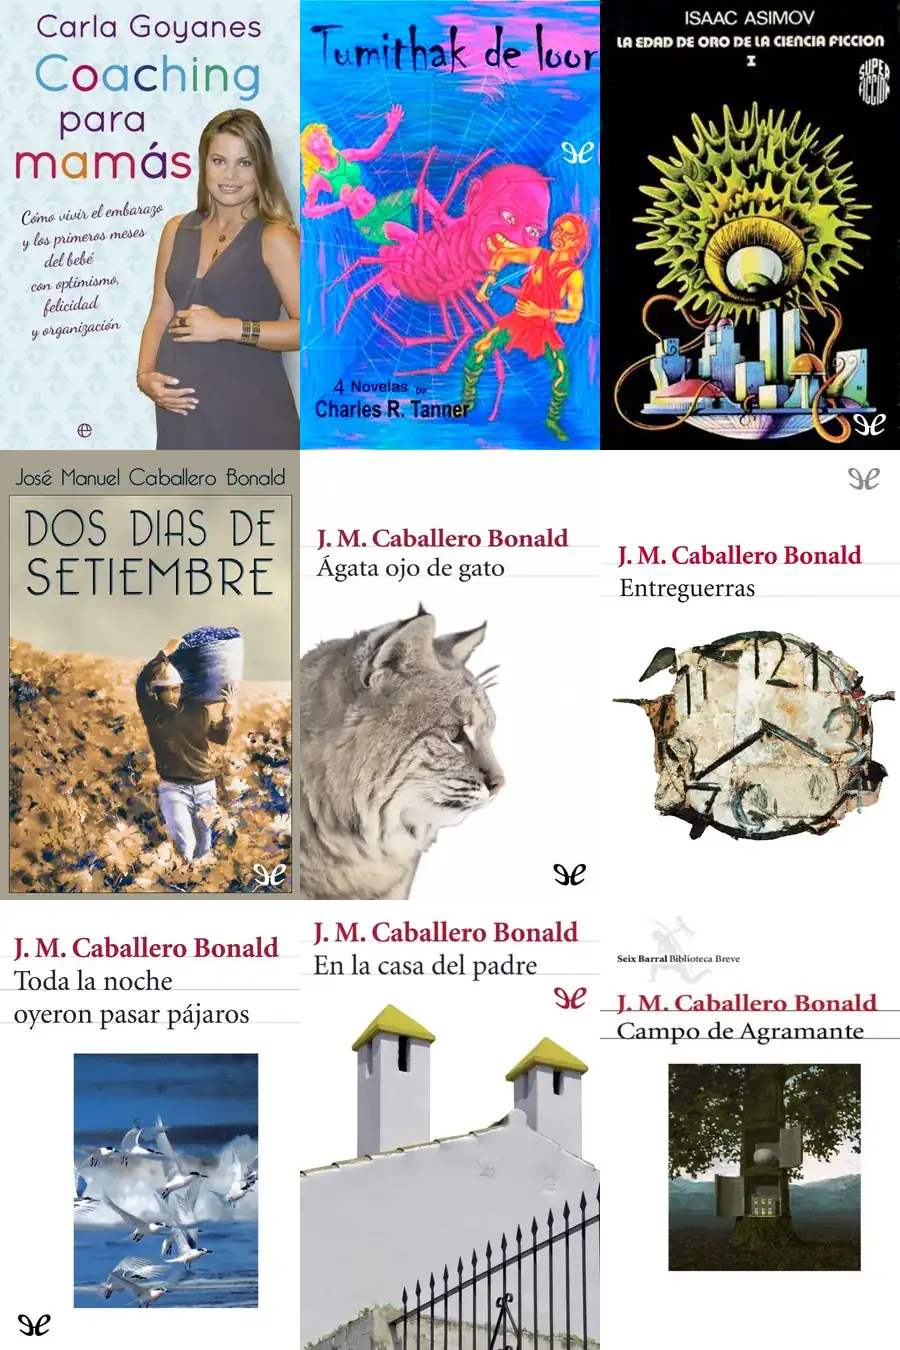 Carla Goyanes
Coaching
para
mamás
Cómo vivir el embarazo
y los primeros meses
del bebé
con optimismo,
felicidad
y organización
Tumithak de loor
4 Novelas por
Charles R. Tanner
ISAAC ASIMOV
LA EDAD DE ORO DE LA CIENCIA FICCION
I
SUPER
FICCION
José Manuel Caballero Bonald
DOS DIAS DE
SETIEMBRE
J. M. Caballero Bonald
Ágata ojo de gato
J. M. Caballero Bonald
Entreguerras
11 12 1
J. M. Caballero Bonald
Toda la noche
oyeron pasar pájaros
J. M. Caballero Bonald
En la casa del padre
Seix Barral Biblioteca Breve
J. M. Caballero Bonald
Campo de Agramante